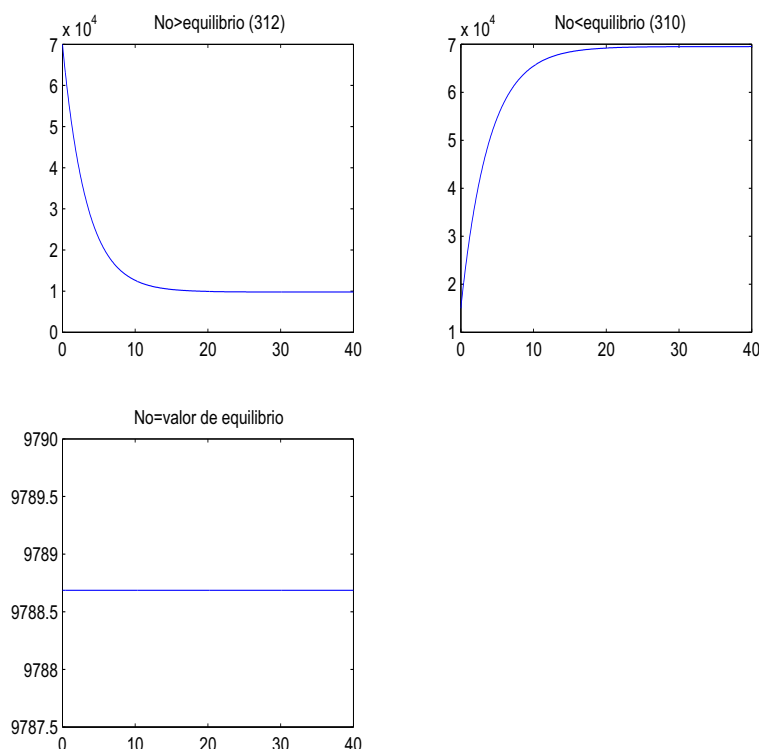 No>equilibrio (312)
x 10^4
7
6
5
4
3
2
1
0
0 10 20 30 40
No<equilibrio (310)
x 10^4
7
6
5
4
3
2
1
0 10 20 30 40
No=valor de equilibrio
9790
9789.5
9789
9788.5
9788
9787.5
0 10 20 30 40